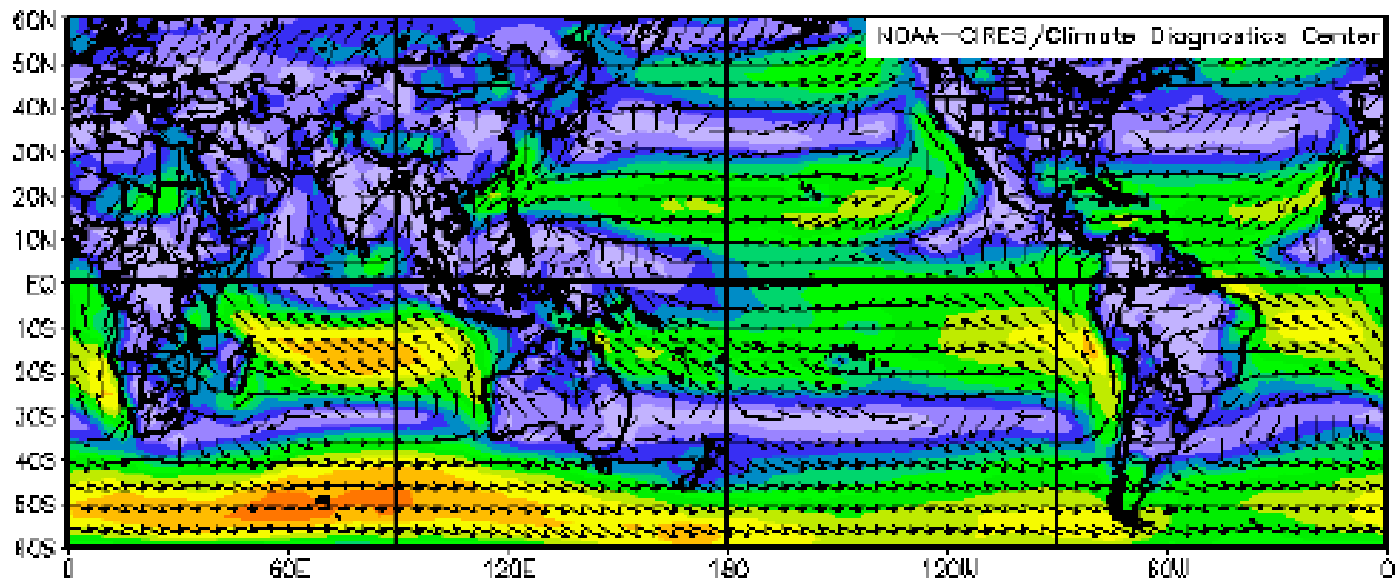 NOAA-CIRES/Climate Diagnostics Center
60N
50N
40N
30N
20N
10N
EQ
10S
20S
30S
40S
50S
60S
0 60E 120E 180 120W 60W 0